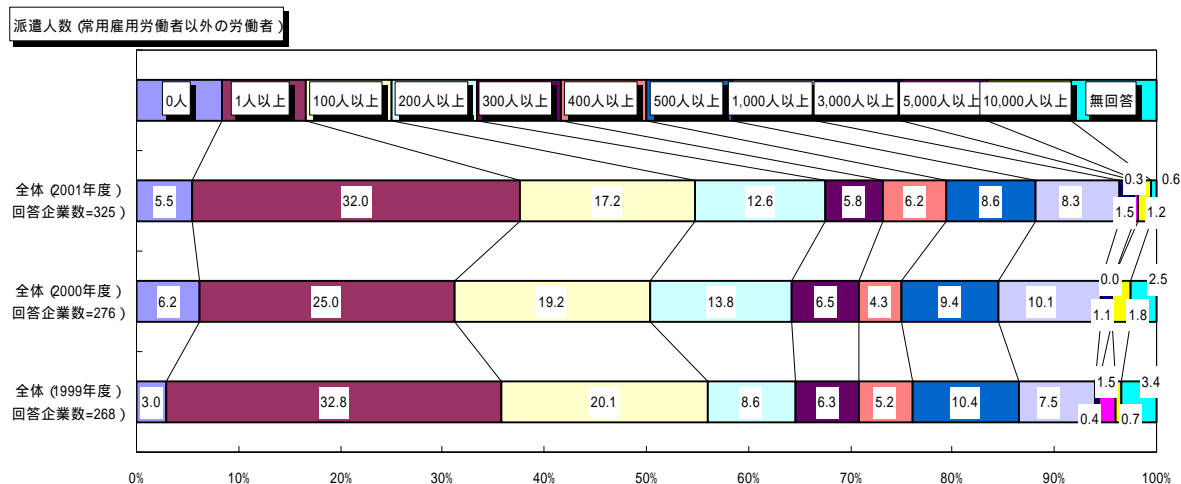 派遣人数（常用雇用労働者以外の労働者）
0人 1人以上 100人以上 200人以上 300人以上 400人以上 500人以上 1,000人以上 3,000人以上 5,000人以上 10,000人以上 無回答
全体（2001年度）
回答企業数=325）
5.5 32.0 17.2 12.6 5.8 6.2 8.6 8.3 1.5 0.3 1.2 0.6
全体（2000年度）
回答企業数=276）
6.2 25.0 19.2 13.8 6.5 4.3 9.4 10.1 1.1 0.0 1.8 2.5
全体（1999年度）
回答企業数=268）
3.0 32.8 20.1 8.6 6.3 5.2 10.4 7.5 0.4 1.5 0.7 3.4
0% 10% 20% 30% 40% 50% 60% 70% 80% 90% 100%